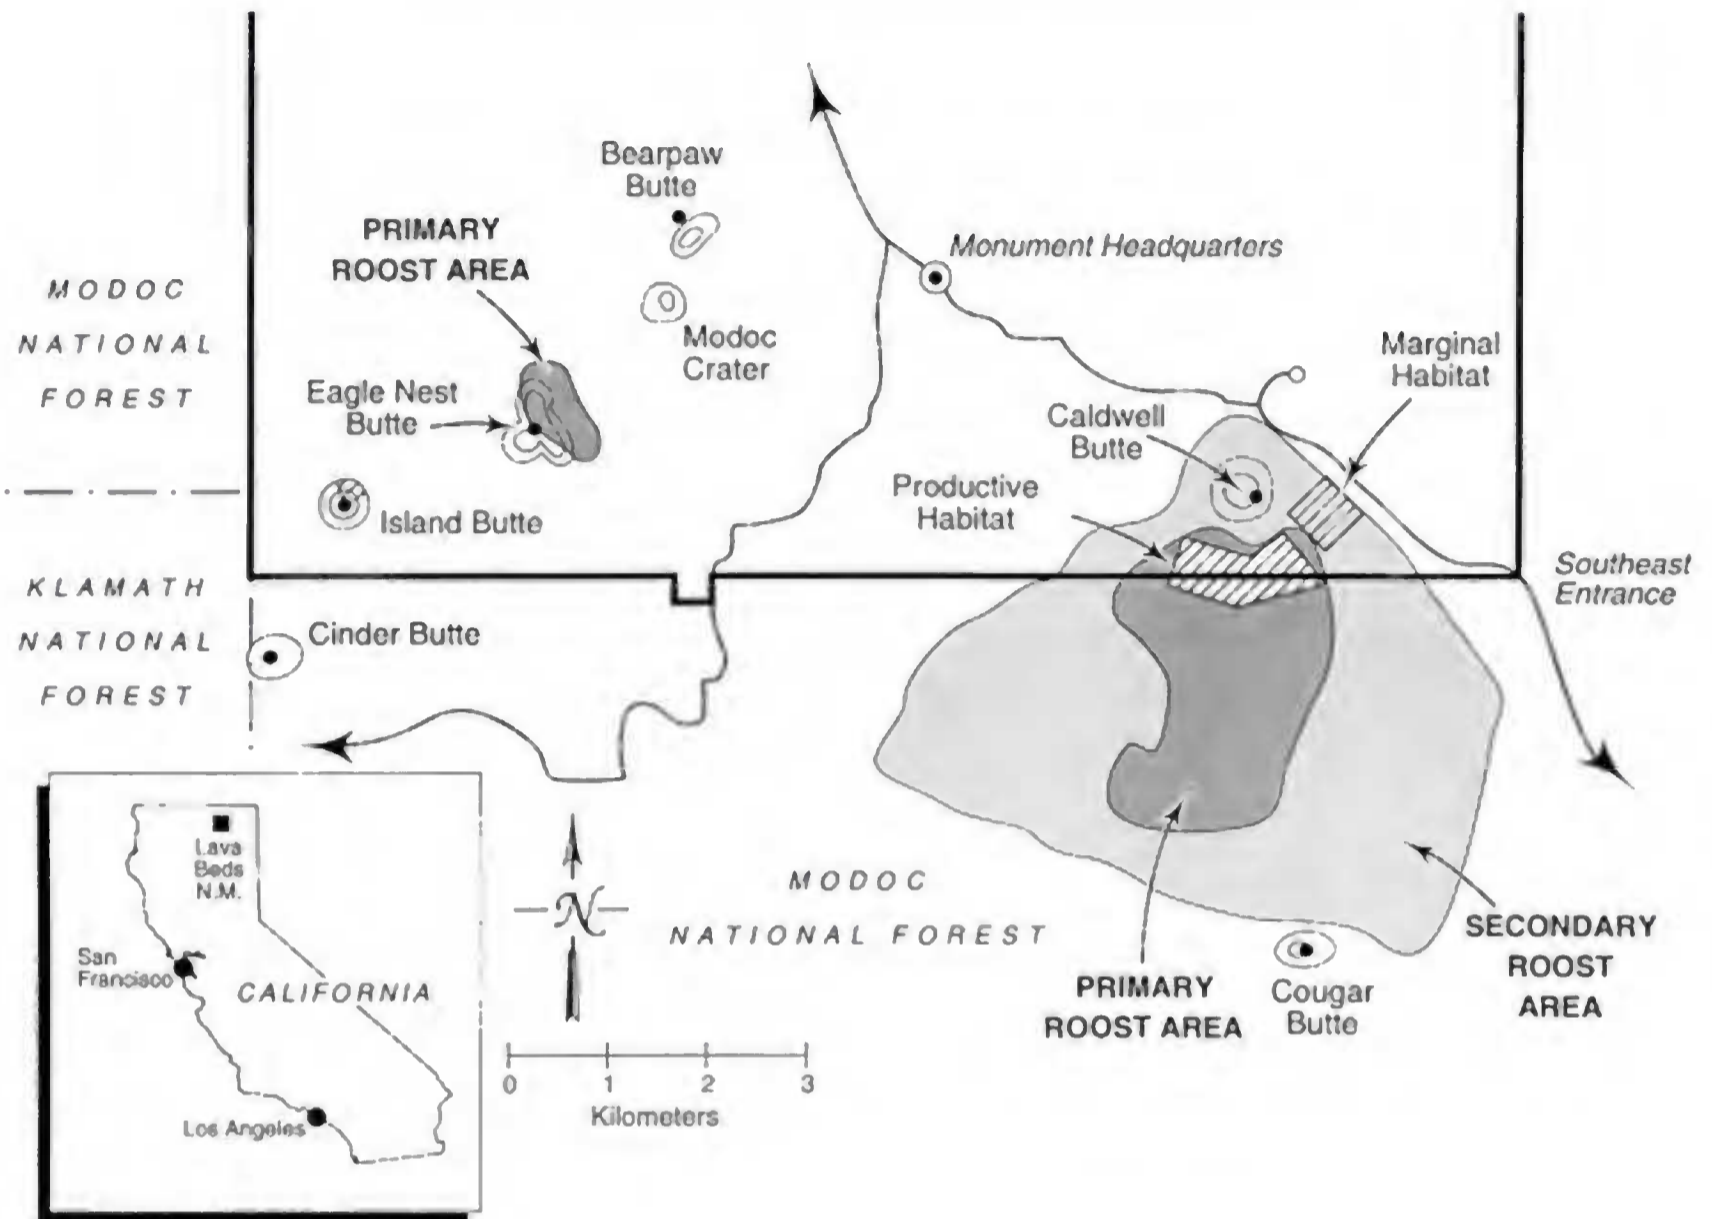 Bearpaw
Butte
PRIMARY
ROOST AREA
Monument Headquarters
MODOC
NATIONAL
FOREST
Modoc
Crater
Marginal
Habitat
Eagle Nest
Butte
Caldwell
Butte
Productive
Habitat
Island Butte
Southeast
Entrance
KLAMATH
NATIONAL
FOREST
Cinder Butte
Lava
Beds
N.M.
San
Francisco
CALIFORNIA
Los Angeles
N
0 1 2 3
Kilometers
MODOC
NATIONAL FOREST
PRIMARY
ROOST AREA
Cougar
Butte
SECONDARY
ROOST
AREA